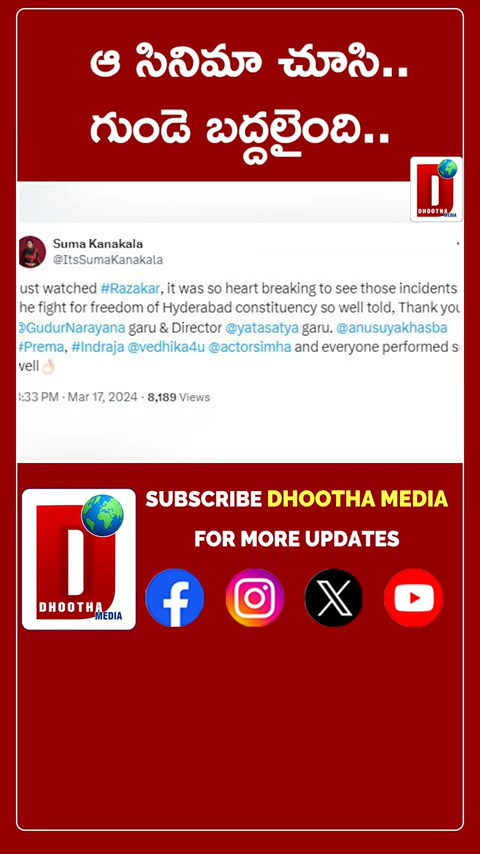 ఆ సినిమా చూసి..
గుండె బద్దలైంది..
D
DHOOTHA
MEDIA
Suma Kanakala
@ItsSumaKanakala
ust watched #Razakar, it was so heart breaking to see those incidents
he fight for freedom of Hyderabad constituency so well told, Thank you
@GudurNarayana garu & Director @yatasatya garu. @anusuyakhasba
#Prema, #Indraja @vedhika4u @actorsimha and everyone performed s
well👌🏻
:33 PM · Mar 17, 2024 · 8,189 Views
SUBSCRIBE DHOOTHA MEDIA
FOR MORE UPDATES
D
DHOOTHA
MEDIA